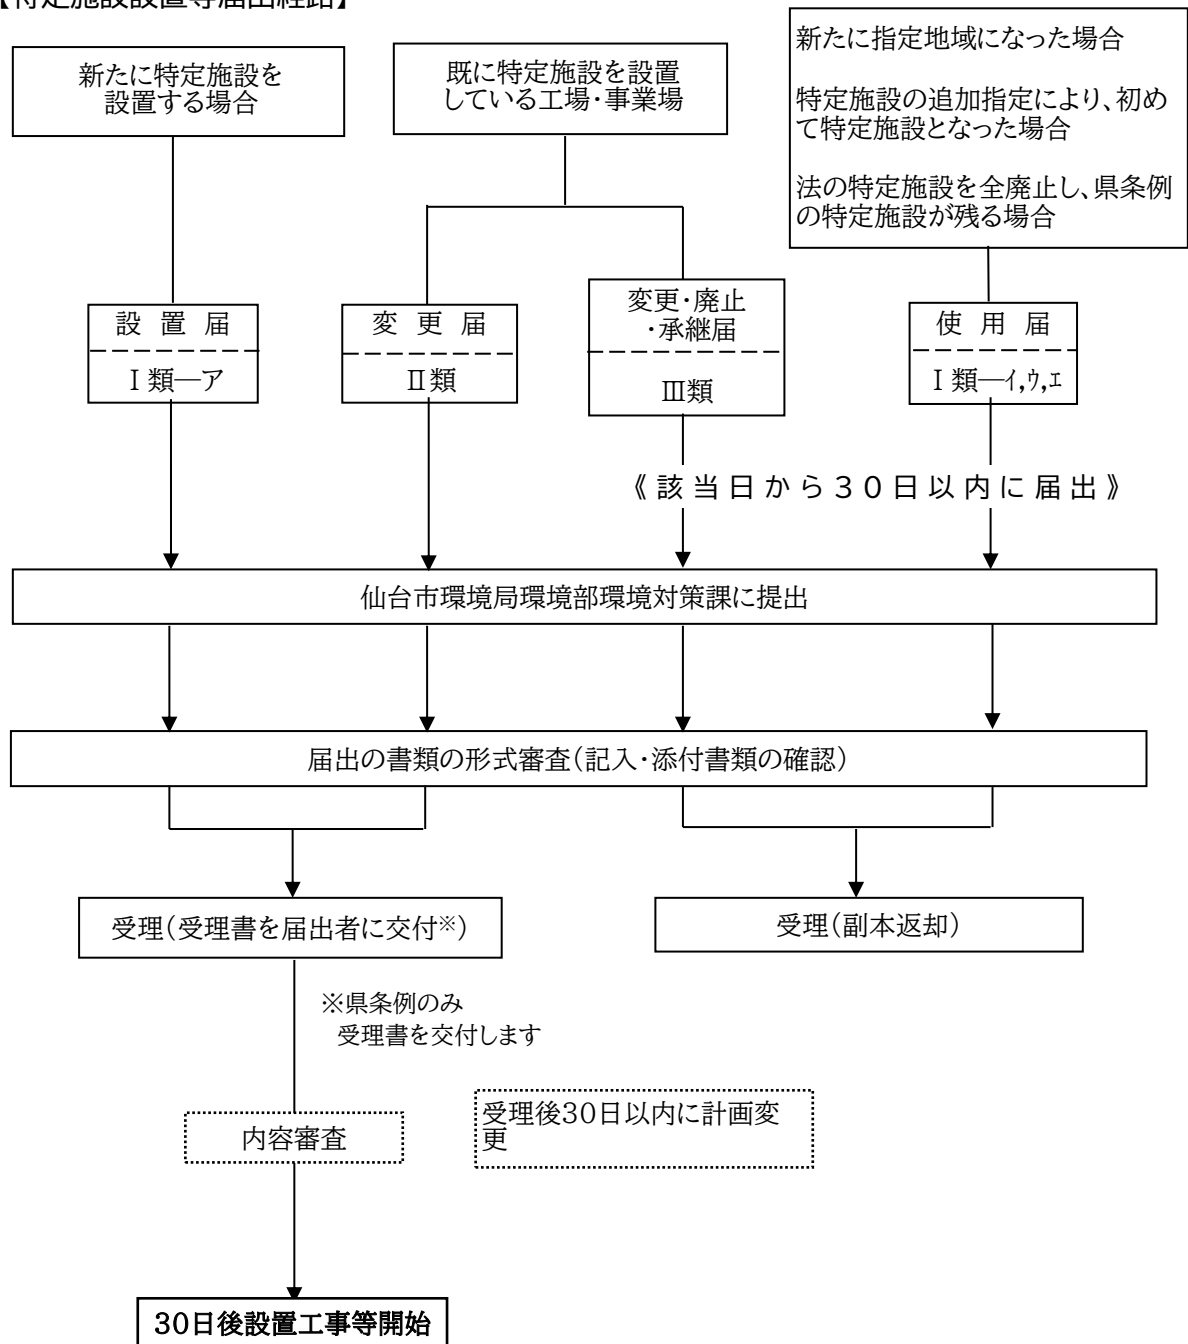 【特定施設設置等届出経路】
新たに特定施設を
設置する場合
既に特定施設を設置
している工場・事業場
新たに指定地域になった場合
特定施設の追加指定により、初め
て特定施設となった場合
法の特定施設を全廃止し、県条例
の特定施設が残る場合
設 置 届
Ⅰ類―ア
変 更 届
Ⅱ類
変更・廃止
・承継届
Ⅲ類
使 用 届
Ⅰ類―ｲ,ｳ,ｴ
《該当日から３０日以内に届出》
仙台市環境局環境部環境対策課に提出
届出の書類の形式審査（記入・添付書類の確認）
受理（受理書を届出者に交付※）
受理（副本返却）
※県条例のみ
受理書を交付します
内容審査
受理後30日以内に計画変
更
30日後設置工事等開始